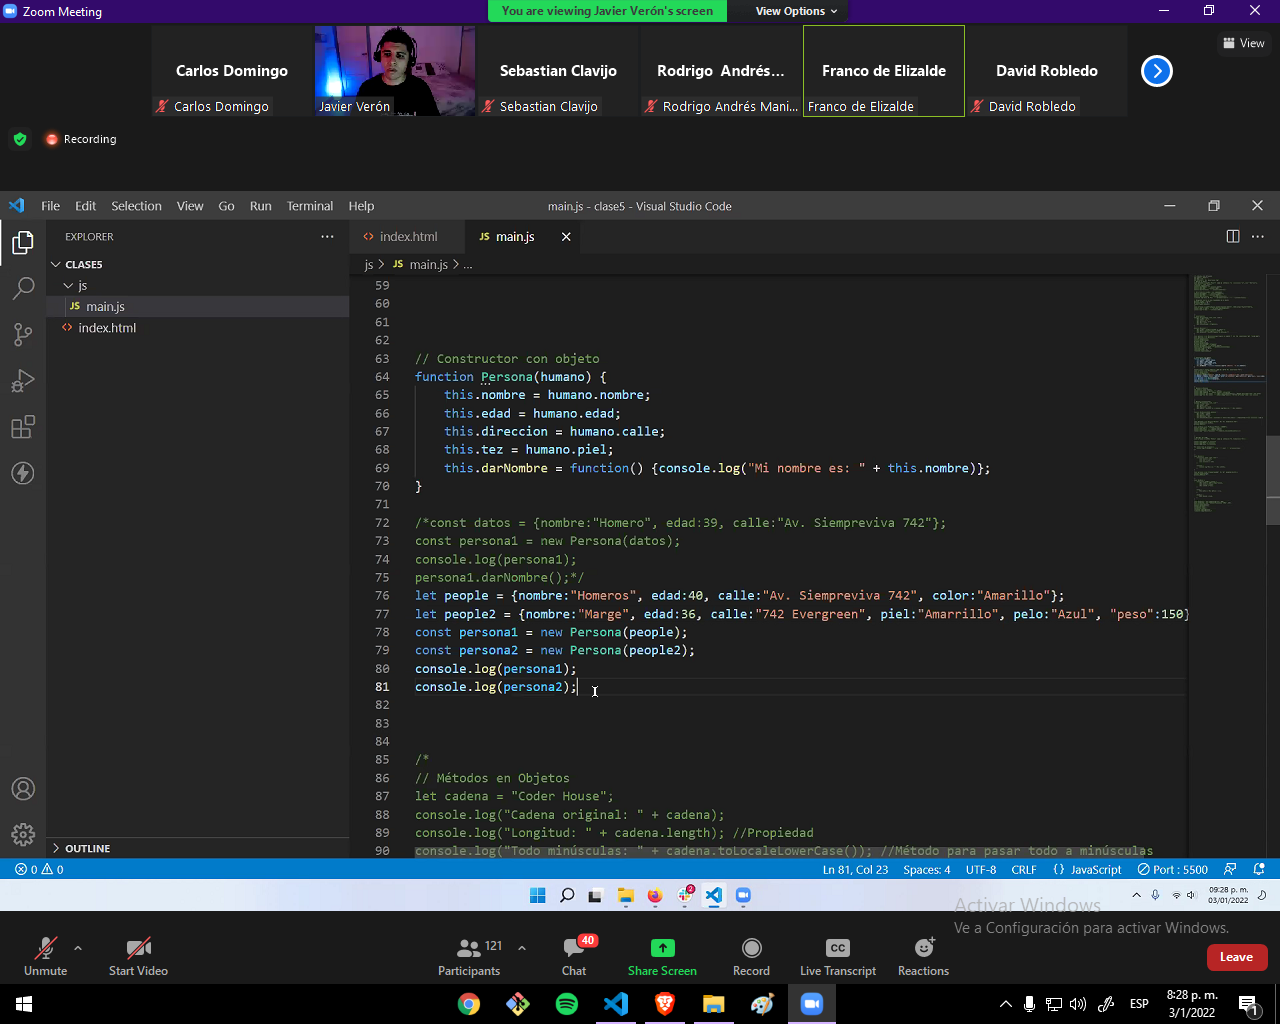 Zoom Meeting
You are viewing Javier Verón's screen
View Options
Carlos Domingo
Sebastian Clavijo
Rodrigo Andrés...
Franco de Elizalde
David Robledo
View
Carlos Domingo
Javier Verón
Sebastian Clavijo
Rodrigo Andrés Mani...
Franco de Elizalde
David Robledo
Recording
File Edit Selection View Go Run Terminal Help
main.js - clase5 - Visual Studio Code
EXPLORER
index.html
JS main.js
CLASE5
js > JS main.js > ...
js
JS main.js
index.html
59
60
61
62
63 // Constructor con objeto
64 function Persona(humano) {
65 this.nombre = humano.nombre;
66 this.edad = humano.edad;
67 this.direccion = humano.calle;
68 this.tez = humano.piel;
69 this.darNombre = function() {console.log("Mi nombre es: " + this.nombre)};
70 }
71
72 /*const datos = {nombre:"Homero", edad:39, calle:"Av. Siempreviva 742"};
73 const persona1 = new Persona(datos);
74 console.log(persona1);
75 persona1.darNombre();*/
76 let people = {nombre:"Homeros", edad:40, calle:"Av. Siempreviva 742", color:"Amarillo"};
77 let people2 = {nombre:"Marge", edad:36, calle:"742 Evergreen", piel:"Amarrillo", pelo:"Azul", "peso":150}
78 const persona1 = new Persona(people);
79 const persona2 = new Persona(people2);
80 console.log(persona1);
81 console.log(persona2);
82
83
84
85 /*
86 // Métodos en Objetos
87 let cadena = "Coder House";
88 console.log("Cadena original: " + cadena);
89 console.log("Longitud: " + cadena.length); //Propiedad
90 console.log("Todo minúsculas: " + cadena.toLocaleLowerCase()); //Método para pasar todo a minúsculas
OUTLINE
0 0
Ln 81, Col 23 Spaces: 4 UTF-8 CRLF {} JavaScript Port : 5500
2
09:28 p. m.
03/01/2022
Activar Windows
Ve a Configuración para activar Windows.
121
40
CC
Unmute
Start Video
Participants
Chat
Share Screen
Record
Live Transcript
Reactions
Leave
ESP
8:28 p. m.
3/1/2022
1